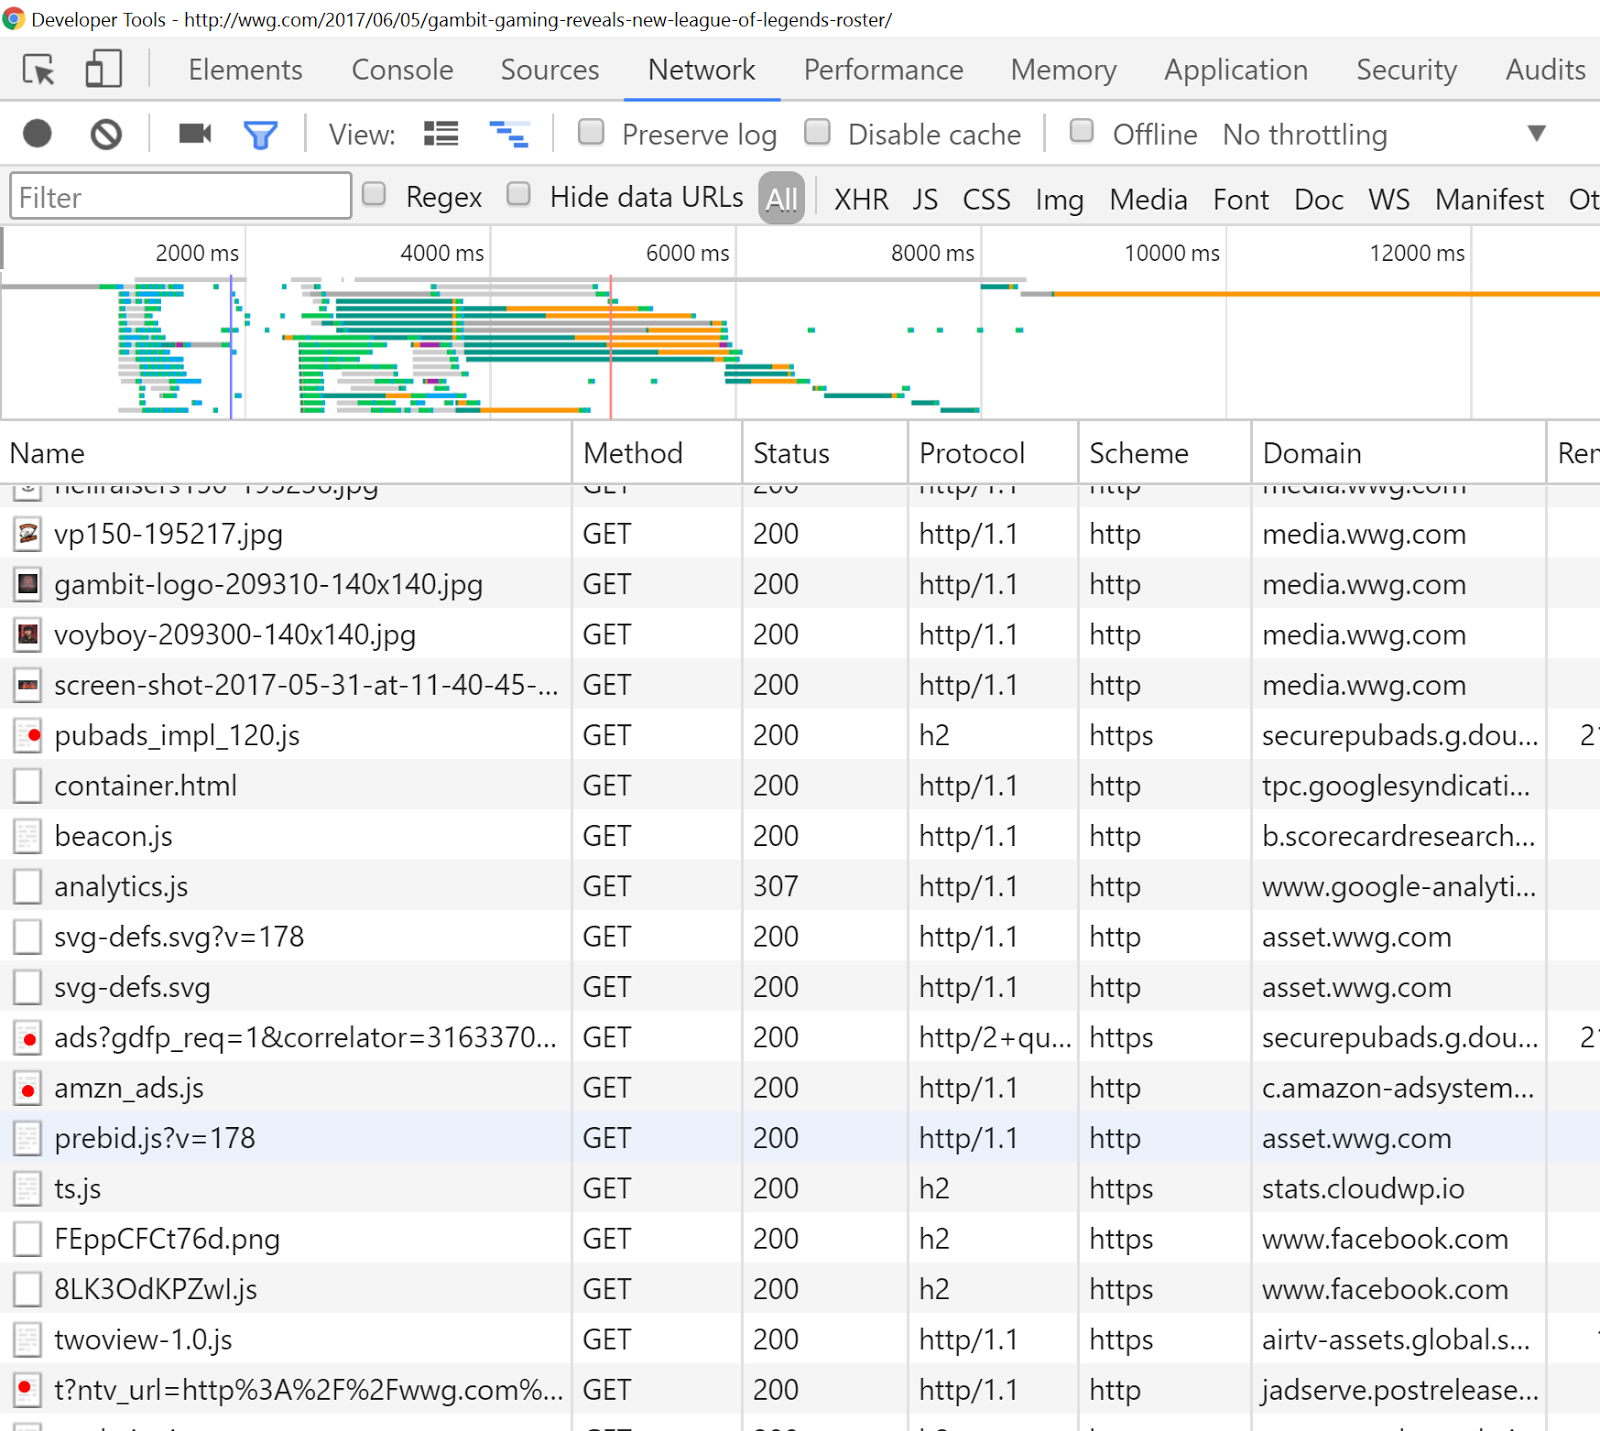 Developer Tools - http://wwg.com/2017/06/05/gambit-gaming-reveals-new-league-of-legends-roster/
Elements Console Sources Network Performance Memory Application Security Audits
View: Preserve log Disable cache Offline No throttling
Filter Regex Hide data URLs All XHR JS CSS Img Media Font Doc WS Manifest Ot
2000 ms 4000 ms 6000 ms 8000 ms 10000 ms 12000 ms
Name Method Status Protocol Scheme Domain Rem
GET 200 http/1.1 http media.wwg.com
vp150-195217.jpg GET 200 http/1.1 http media.wwg.com
gambit-logo-209310-140x140.jpg GET 200 http/1.1 http media.wwg.com
voyboy-209300-140x140.jpg GET 200 http/1.1 http media.wwg.com
screen-shot-2017-05-31-at-11-40-45-... GET 200 http/1.1 http media.wwg.com
pubads_impl_120.js GET 200 h2 https securepubads.g.dou... 2
container.html GET 200 http/1.1 http tpc.googlesyndicati...
beacon.js GET 200 http/1.1 http b.scorecardresearch...
analytics.js GET 307 http/1.1 http www.google-analyti...
svg-defs.svg?v=178 GET 200 http/1.1 http asset.wwg.com
svg-defs.svg GET 200 http/1.1 http asset.wwg.com
ads?gdfp_req=1&correlator=3163370... GET 200 http/2+qu... https securepubads.g.dou... 2
amzn_ads.js GET 200 http/1.1 http c.amazon-adsystem...
prebid.js?v=178 GET 200 http/1.1 http asset.wwg.com
ts.js GET 200 h2 https stats.cloudwp.io
FEppCFCt76d.png GET 200 h2 https www.facebook.com
8LK3OdKPZwI.js GET 200 h2 https www.facebook.com
twoview-1.0.js GET 200 http/1.1 https airtv-assets.global.s...
t?ntv_url=http%3A%2F%2Fwwg.com%... GET 200 http/1.1 http jadserve.postrelease...